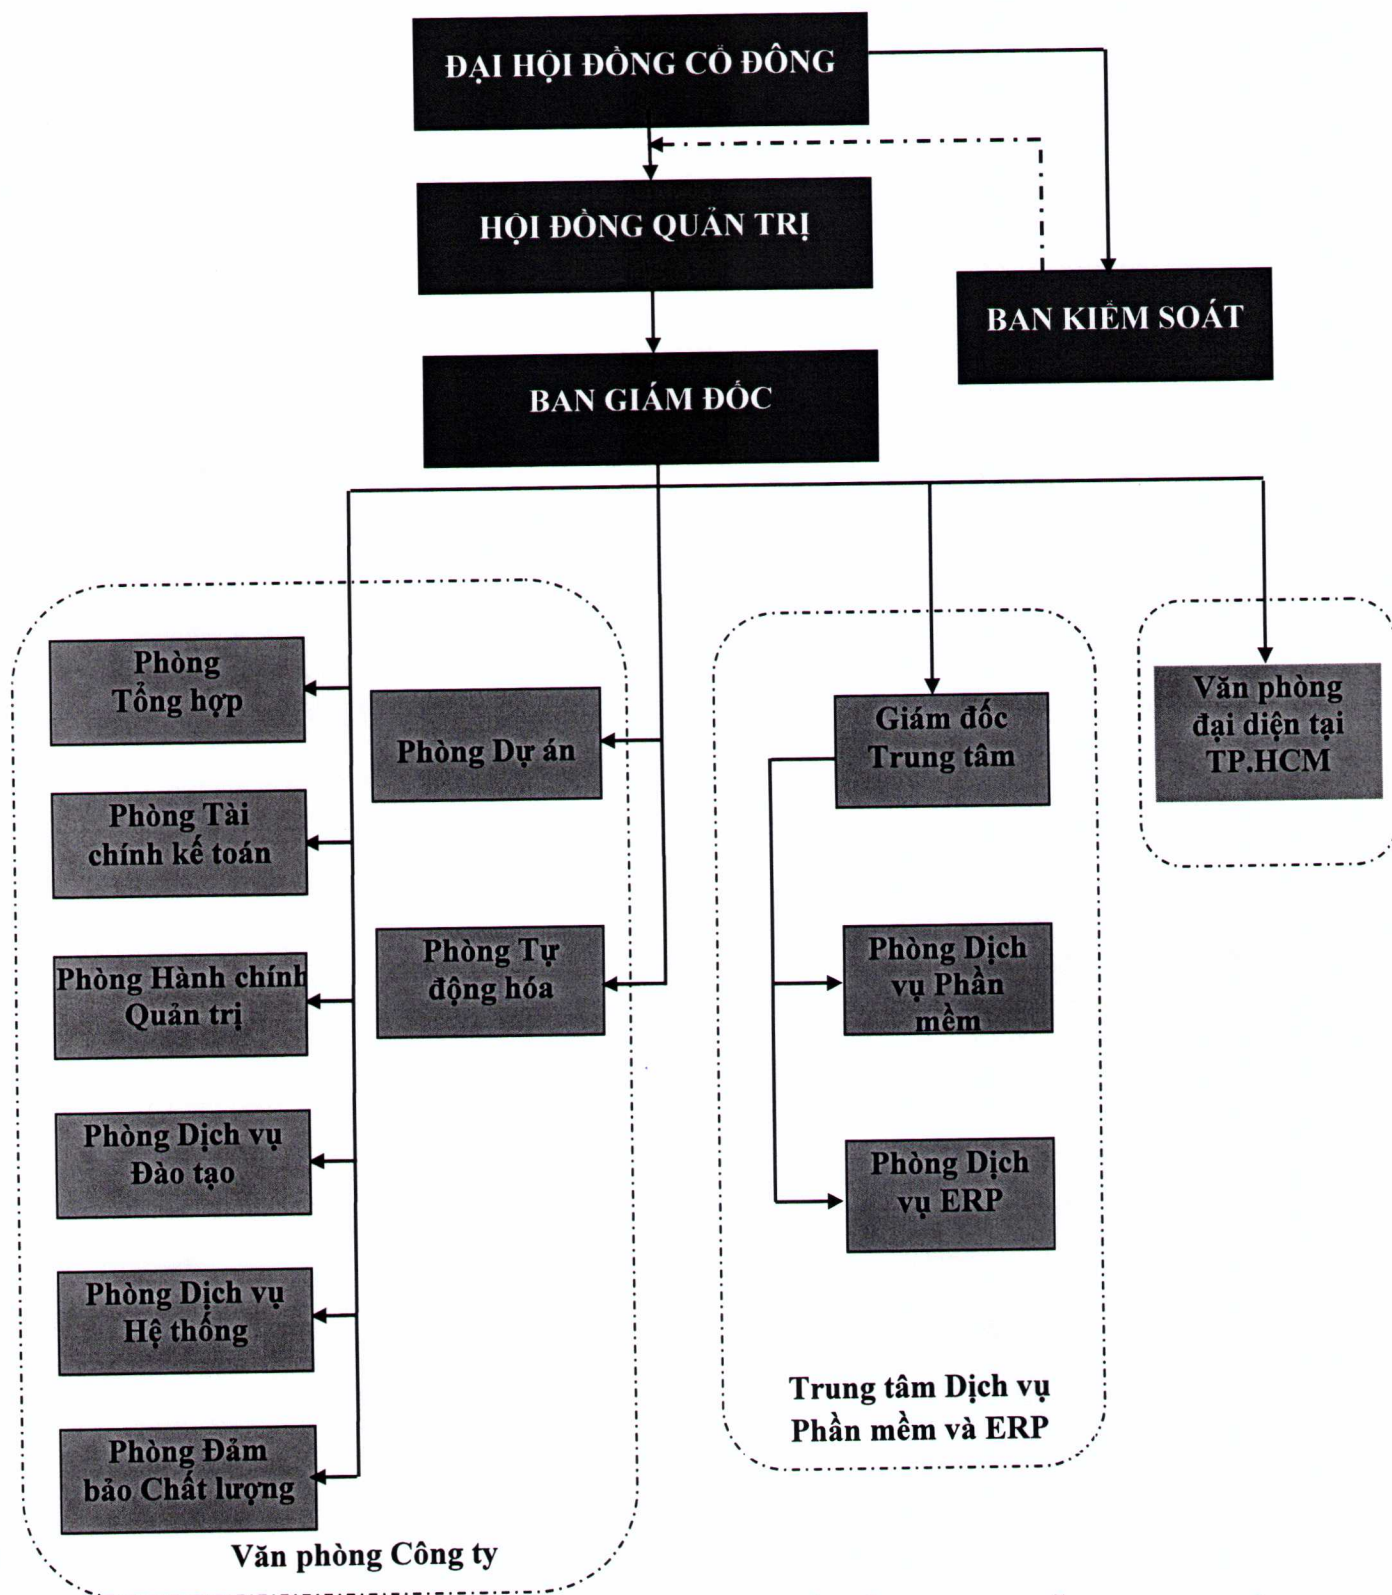 ĐẠI HỘI ĐỒNG CỔ ĐÔNG
HỘI ĐỒNG QUẢN TRỊ
BAN KIỂM SOÁT
BAN GIÁM ĐỐC
Phòng
Tổng hợp
Phòng Tài
chính kế toán
Phòng Hành chính
Quản trị
Phòng Dịch vụ
Đào tạo
Phòng Dịch vụ
Hệ thống
Phòng Đảm
bảo Chất lượng
Phòng Dự án
Phòng Tự
động hóa
Văn phòng Công ty
Giám đốc
Trung tâm
Phòng Dịch
vụ Phần
mềm
Phòng Dịch
vụ ERP
Trung tâm Dịch vụ
Phần mềm và ERP
Văn phòng
đại diện tại
TP.HCM